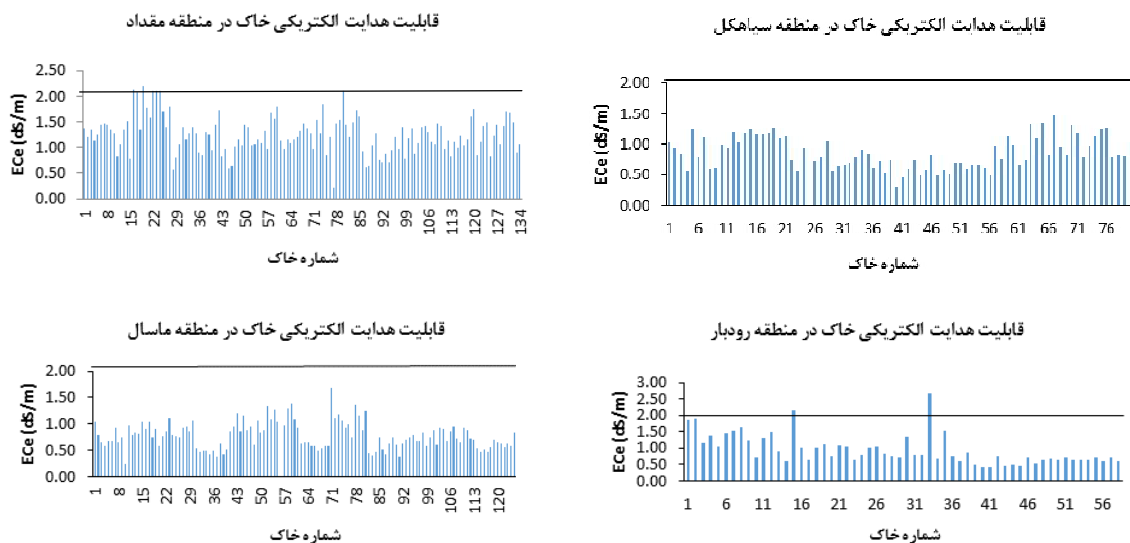 قابلیت هدایت الکتریکی خاک در منطقه مقداد
ECe (dS/m)
2.50
2.00
1.50
1.00
0.50
0.00
1 8 15 22 29 36 43 50 57 64 71 78 85 92 99 106 113 120 127 134
شماره خاک
قابلیت هدایت الکتریکی خاک در منطقه سیاهکل
ECe (dS/m)
2.00
1.50
1.00
0.50
0.00
1 6 11 16 21 26 31 36 41 46 51 56 61 66 71 76
شماره خاک
قابلیت هدایت الکتریکی خاک در منطقه ماسال
ECe (dS/m)
2.00
1.50
1.00
0.50
0.00
1 8 15 22 29 36 43 50 57 64 71 78 85 92 99 106 113 120
شماره خاک
قابلیت هدایت الکتریکی خاک در منطقه رودبار
ECe (dS/m)
3.00
2.50
2.00
1.50
1.00
0.50
0.00
1 6 11 16 21 26 31 36 41 46 51 56
شماره خاک